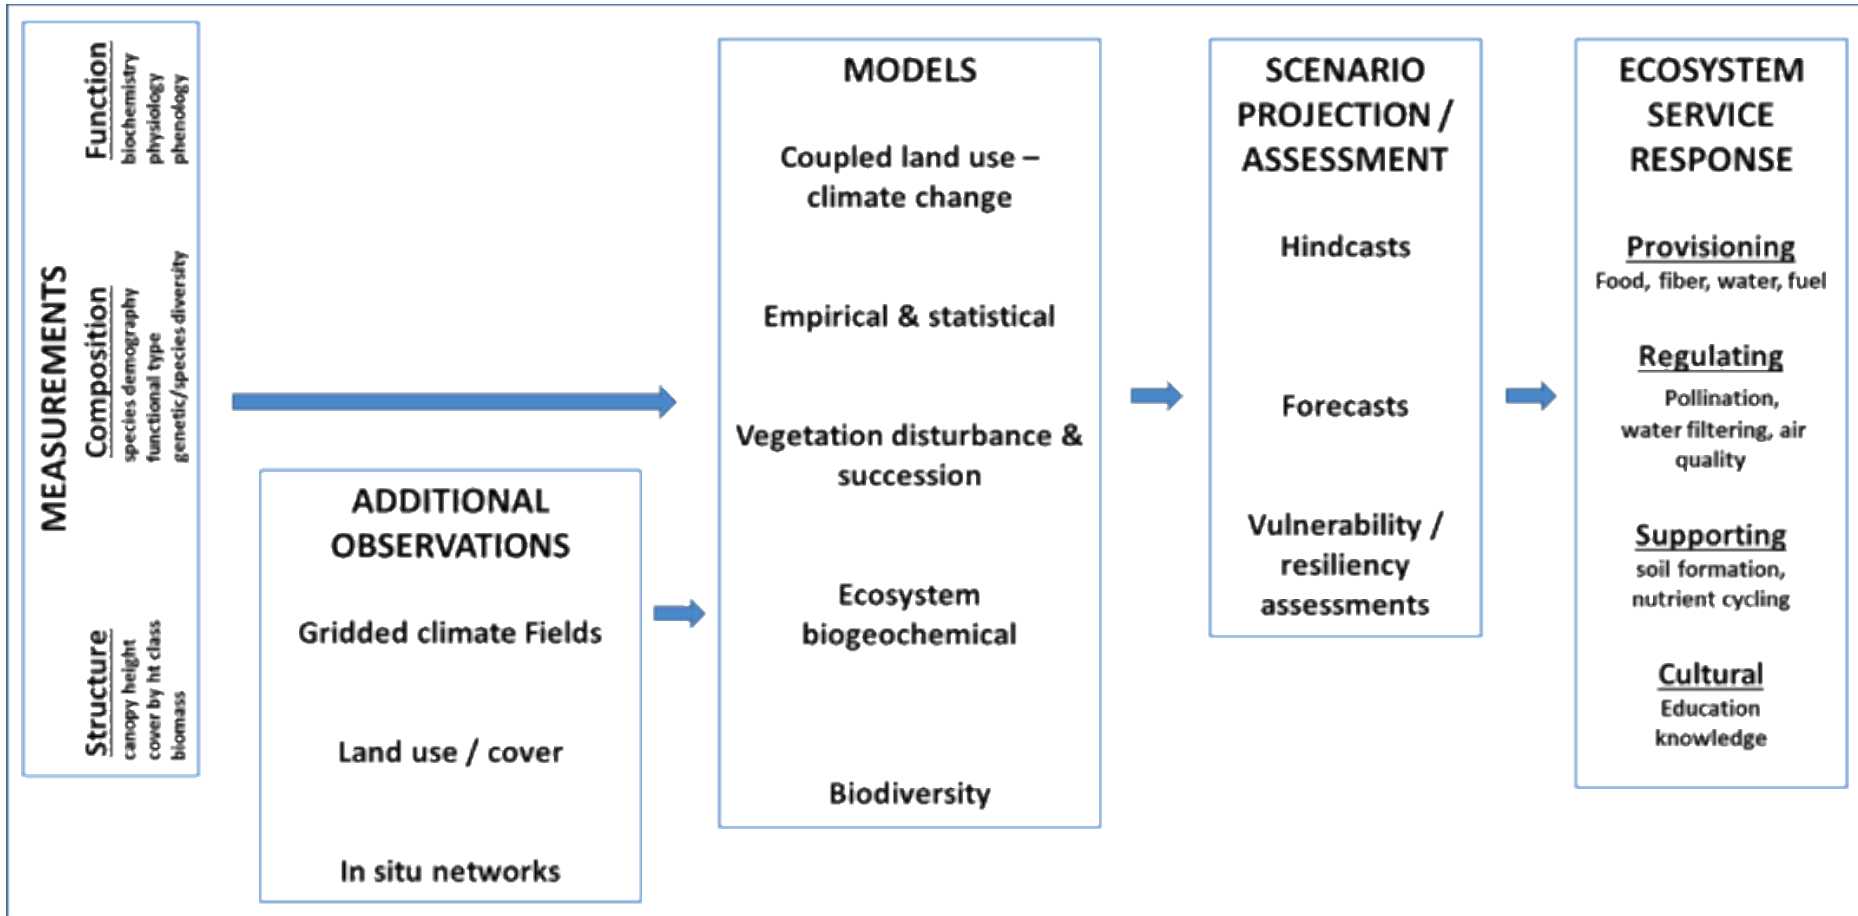 MEASUREMENTS
Function
biochemistry
physiology
phenology
Composition
species demography
functional type
genetic/species diversity
Structure
canopy height
cover by ht class
biomass
ADDITIONAL
OBSERVATIONS
Gridded climate Fields
Land use / cover
In situ networks
MODELS
Coupled land use –
climate change
Empirical & statistical
Vegetation disturbance &
succession
Ecosystem
biogeochemical
Biodiversity
SCENARIO
PROJECTION /
ASSESSMENT
Hindcasts
Forecasts
Vulnerability /
resiliency
assessments
ECOSYSTEM
SERVICE
RESPONSE
Provisioning
Food, fiber, water, fuel
Regulating
Pollination,
water filtering, air
quality
Supporting
soil formation,
nutrient cycling
Cultural
Education
knowledge